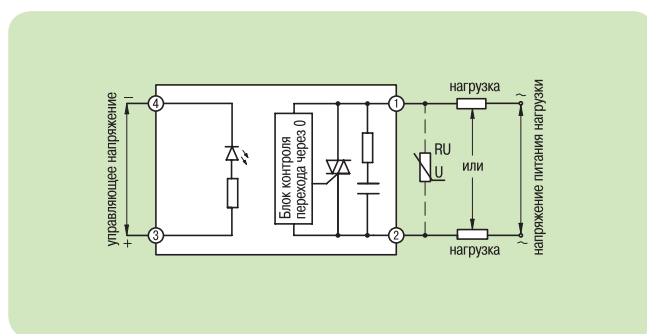 управляющее напряжение
−
4
+
3
Блок контроля
перехода через 0
1
2
RU
U
нагрузка
или
нагрузка
~
~
напряжение питания нагрузки